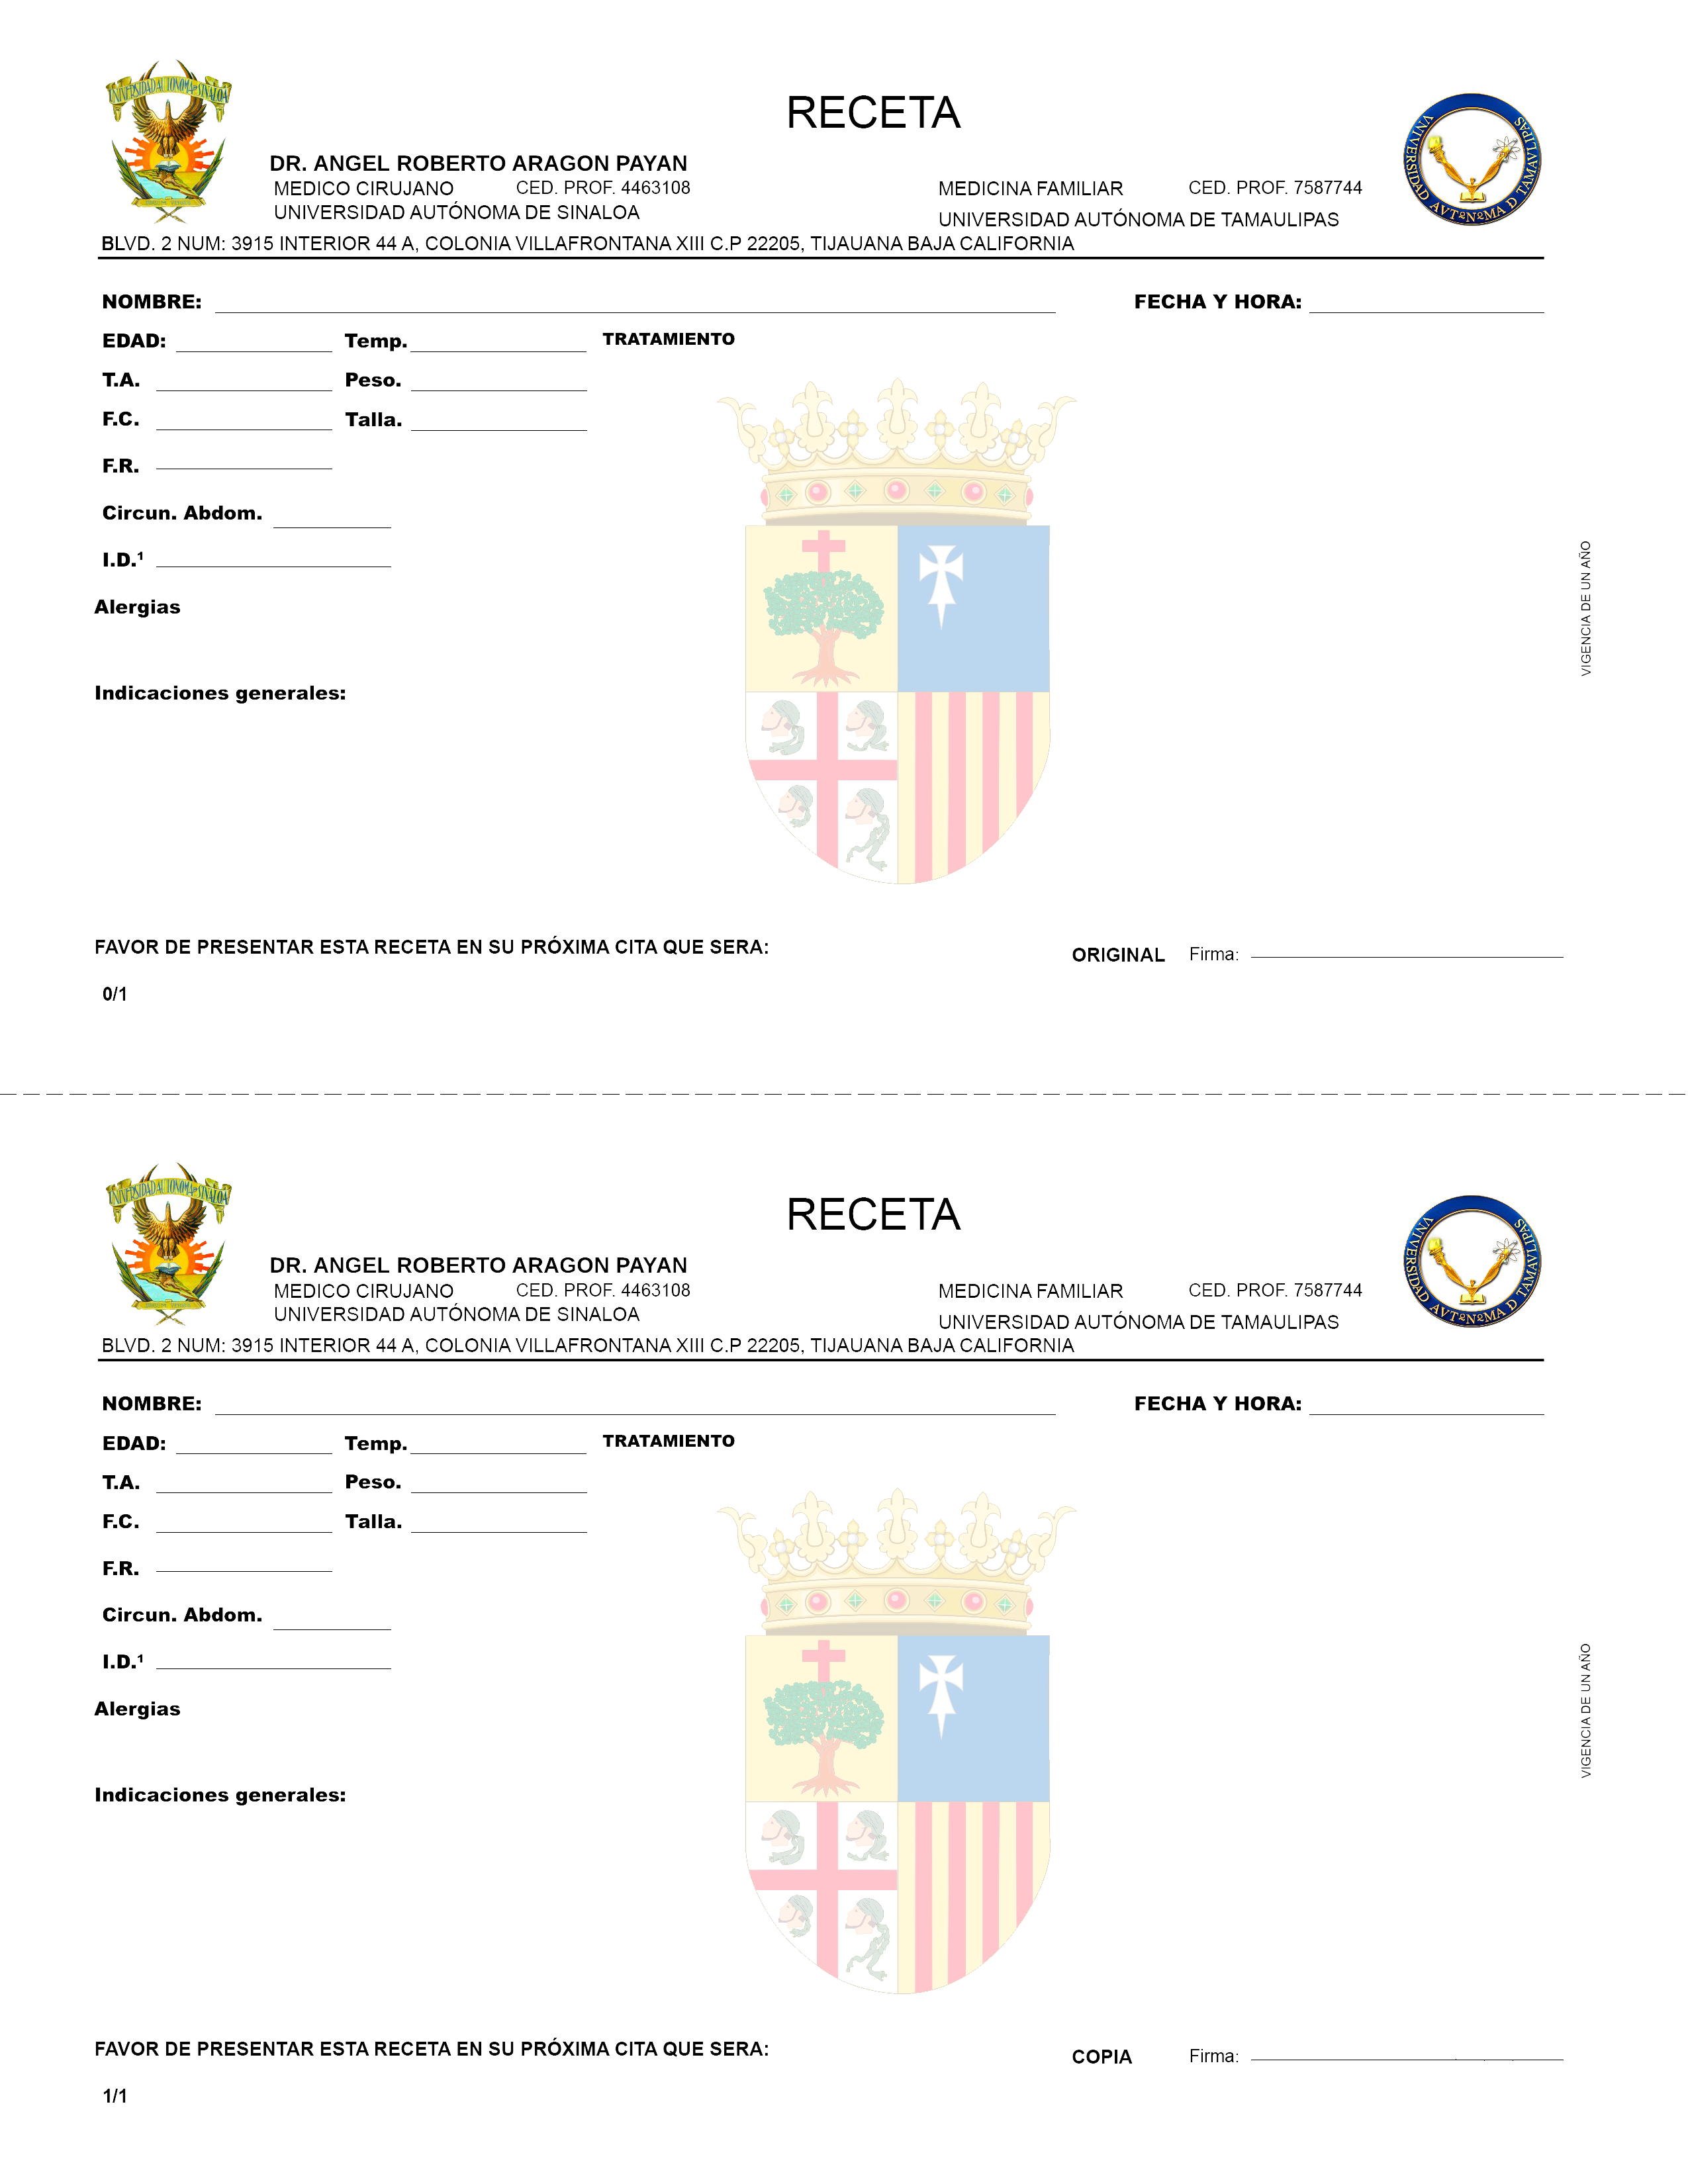 UNIVERSIDAD AUTONOMA DE SINALOA
RECETA
VNIVERSIDAD AVTºNºMA D TAMAVLIPAS
DR. ANGEL ROBERTO ARAGON PAYAN
MEDICO CIRUJANO CED. PROF. 4463108 MEDICINA FAMILIAR CED. PROF. 7587744
UNIVERSIDAD AUTÓNOMA DE SINALOA UNIVERSIDAD AUTÓNOMA DE TAMAULIPAS
BLVD. 2 NUM: 3915 INTERIOR 44 A, COLONIA VILLAFRONTANA XIII C.P 22205, TIJAUANA BAJA CALIFORNIA
NOMBRE: FECHA Y HORA:
EDAD: Temp. TRATAMIENTO
T.A. Peso.
F.C. Talla.
F.R.
Circun. Abdom.
I.D.¹
Alergias
VIGENCIA DE UN AÑO
Indicaciones generales:
FAVOR DE PRESENTAR ESTA RECETA EN SU PRÓXIMA CITA QUE SERA: ORIGINAL Firma:
0/1
UNIVERSIDAD AUTONOMA DE SINALOA
RECETA
VNIVERSIDAD AVTºNºMA D TAMAVLIPAS
DR. ANGEL ROBERTO ARAGON PAYAN
MEDICO CIRUJANO CED. PROF. 4463108 MEDICINA FAMILIAR CED. PROF. 7587744
UNIVERSIDAD AUTÓNOMA DE SINALOA UNIVERSIDAD AUTÓNOMA DE TAMAULIPAS
BLVD. 2 NUM: 3915 INTERIOR 44 A, COLONIA VILLAFRONTANA XIII C.P 22205, TIJAUANA BAJA CALIFORNIA
NOMBRE: FECHA Y HORA:
EDAD: Temp. TRATAMIENTO
T.A. Peso.
F.C. Talla.
F.R.
Circun. Abdom.
I.D.¹
Alergias
VIGENCIA DE UN AÑO
Indicaciones generales:
FAVOR DE PRESENTAR ESTA RECETA EN SU PRÓXIMA CITA QUE SERA: COPIA Firma:
1/1